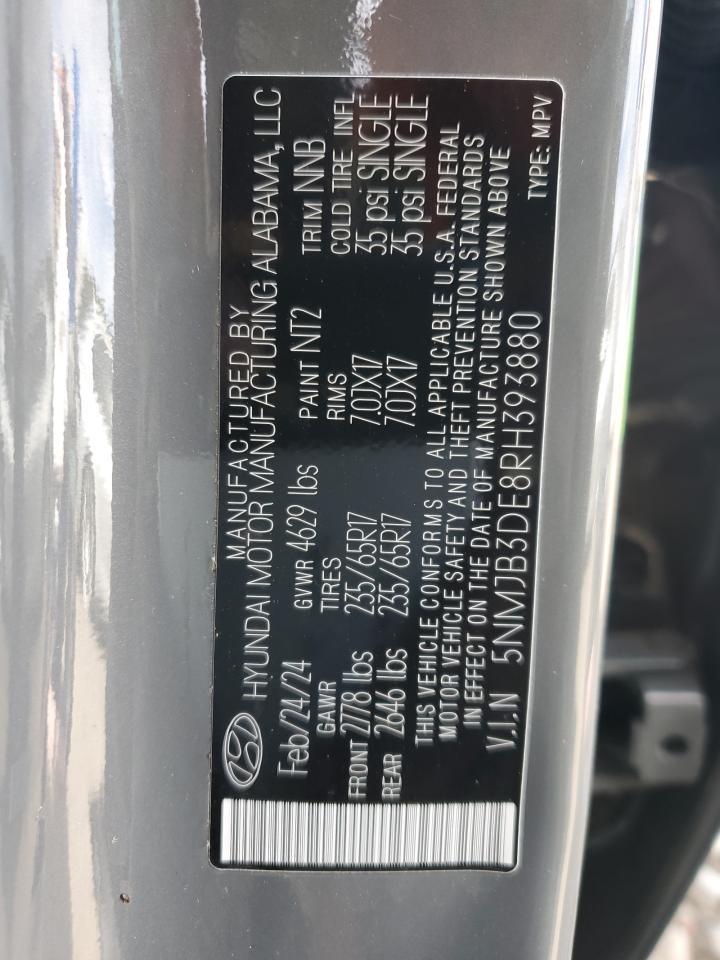 MANUFACTURED BY
HYUNDAI MOTOR MANUFACTURING ALABAMA, LLC
Feb/24/24 GVWR 4629 lbs PAINT NT2 TRIM NNB
GAWR TIRES RIMS COLD TIRE INFL
FRONT 2778 lbs 235/65R17 7.0JX17 35 psi SINGLE
REAR 2646 lbs 235/65R17 7.0JX17 35 psi SINGLE
THIS VEHICLE CONFORMS TO ALL APPLICABLE U.S.A. FEDERAL
MOTOR VEHICLE SAFETY AND THEFT PREVENTION STANDARDS
IN EFFECT ON THE DATE OF MANUFACTURE SHOWN ABOVE
V.I.N 5NMJB3DE8RH393880 TYPE: MPV